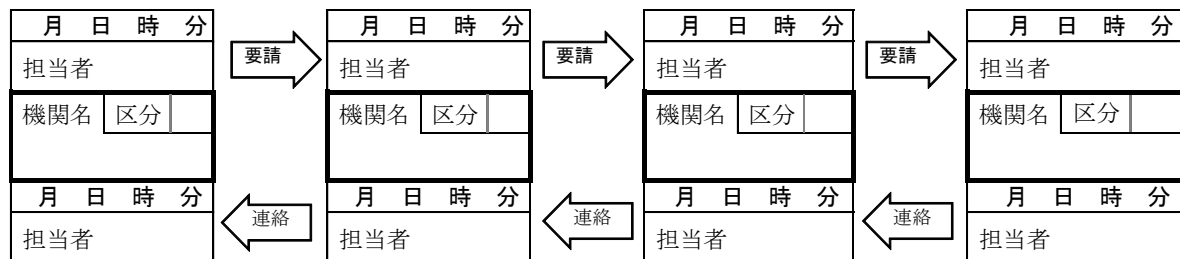 月 日 時 分 月 日 時 分 月 日 時 分 月 日 時 分
担当者 要請 担当者 要請 担当者 要請 担当者
機関名 区分 機関名 区分 機関名 区分 機関名 区分
月 日 時 分 月 日 時 分 月 日 時 分 月 日 時 分
担当者 連絡 担当者 連絡 担当者 連絡 担当者